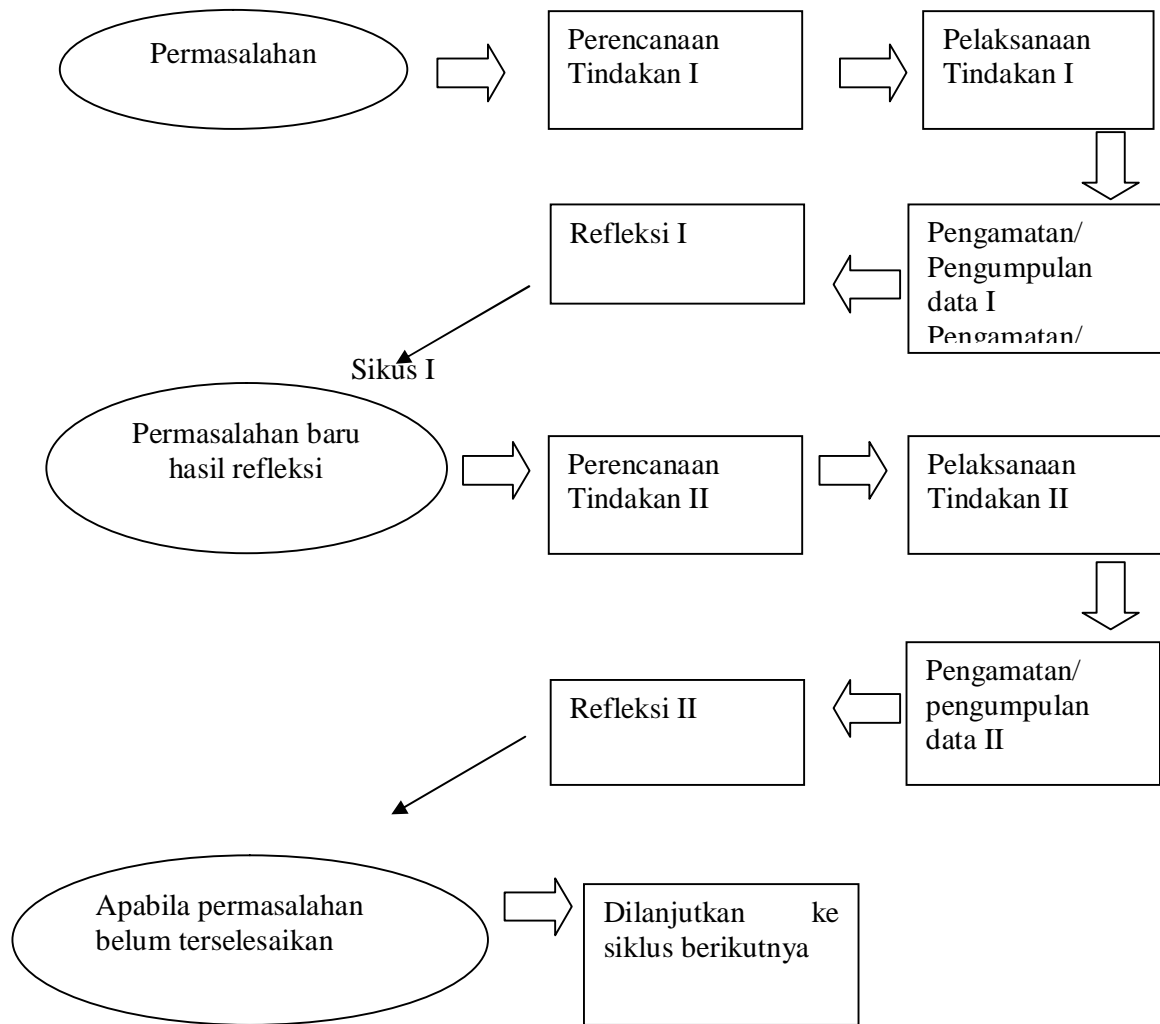 Permasalahan
Perencanaan
Tindakan I
Pelaksanaan
Tindakan I
Pengamatan/
Pengumpulan
data I
Pengamatan/
Refleksi I
Sikus I
Permasalahan baru
hasil refleksi
Perencanaan
Tindakan II
Pelaksanaan
Tindakan II
Pengamatan/
pengumpulan
data II
Refleksi II
Apabila permasalahan
belum terselesaikan
Dilanjutkan ke
siklus berikutnya